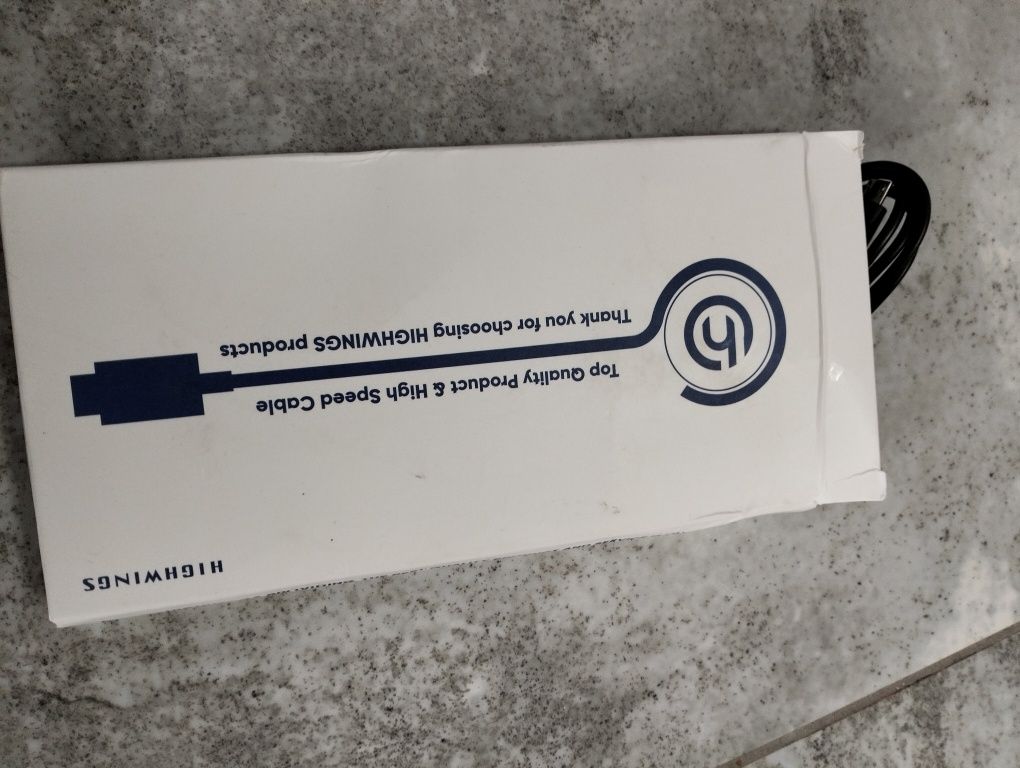 HIGHWINGS
Top Quality Product & High Speed Cable
Thank you for choosing HIGHWINGS products